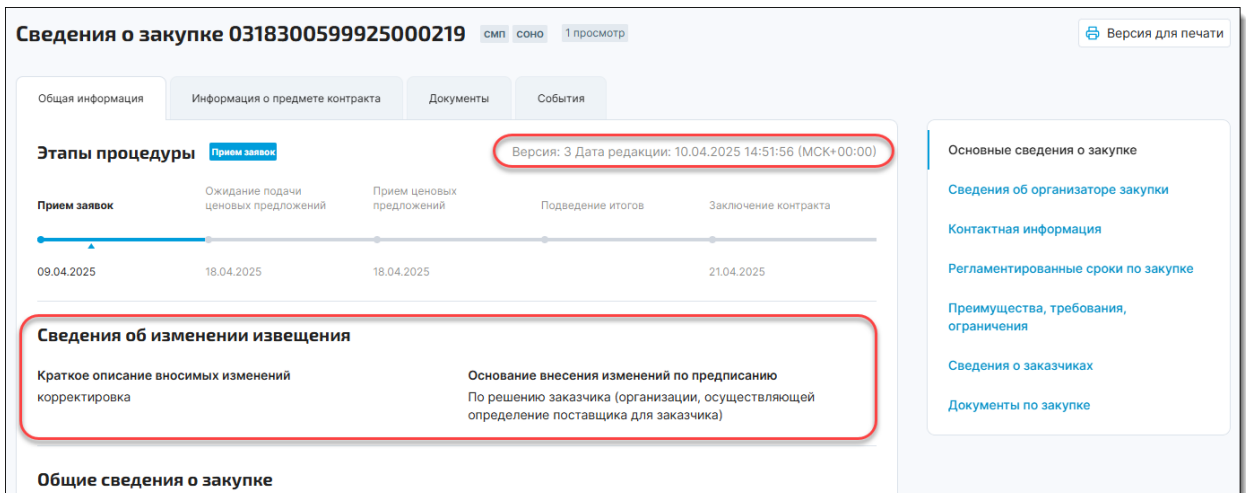 Сведения о закупке 0318300599925000219 СМП СОНО 1 просмотр
Версия для печати
Общая информация
Информация о предмете контракта
Документы
События
Этапы процедуры Прием заявок
Версия: 3 Дата редакции: 10.04.2025 14:51:56 (МСК+00:00)
Прием заявок
Ожидание подачи
ценовых предложений
Прием ценовых
предложений
Подведение итогов
Заключение контракта
09.04.2025
18.04.2025
18.04.2025
21.04.2025
Сведения об изменении извещения
Краткое описание вносимых изменений
корректировка
Основание внесения изменений по предписанию
По решению заказчика (организации, осуществляющей
определение поставщика для заказчика)
Общие сведения о закупке
Основные сведения о закупке
Сведения об организаторе закупки
Контактная информация
Регламентированные сроки по закупке
Преимущества, требования,
ограничения
Сведения о заказчиках
Документы по закупке